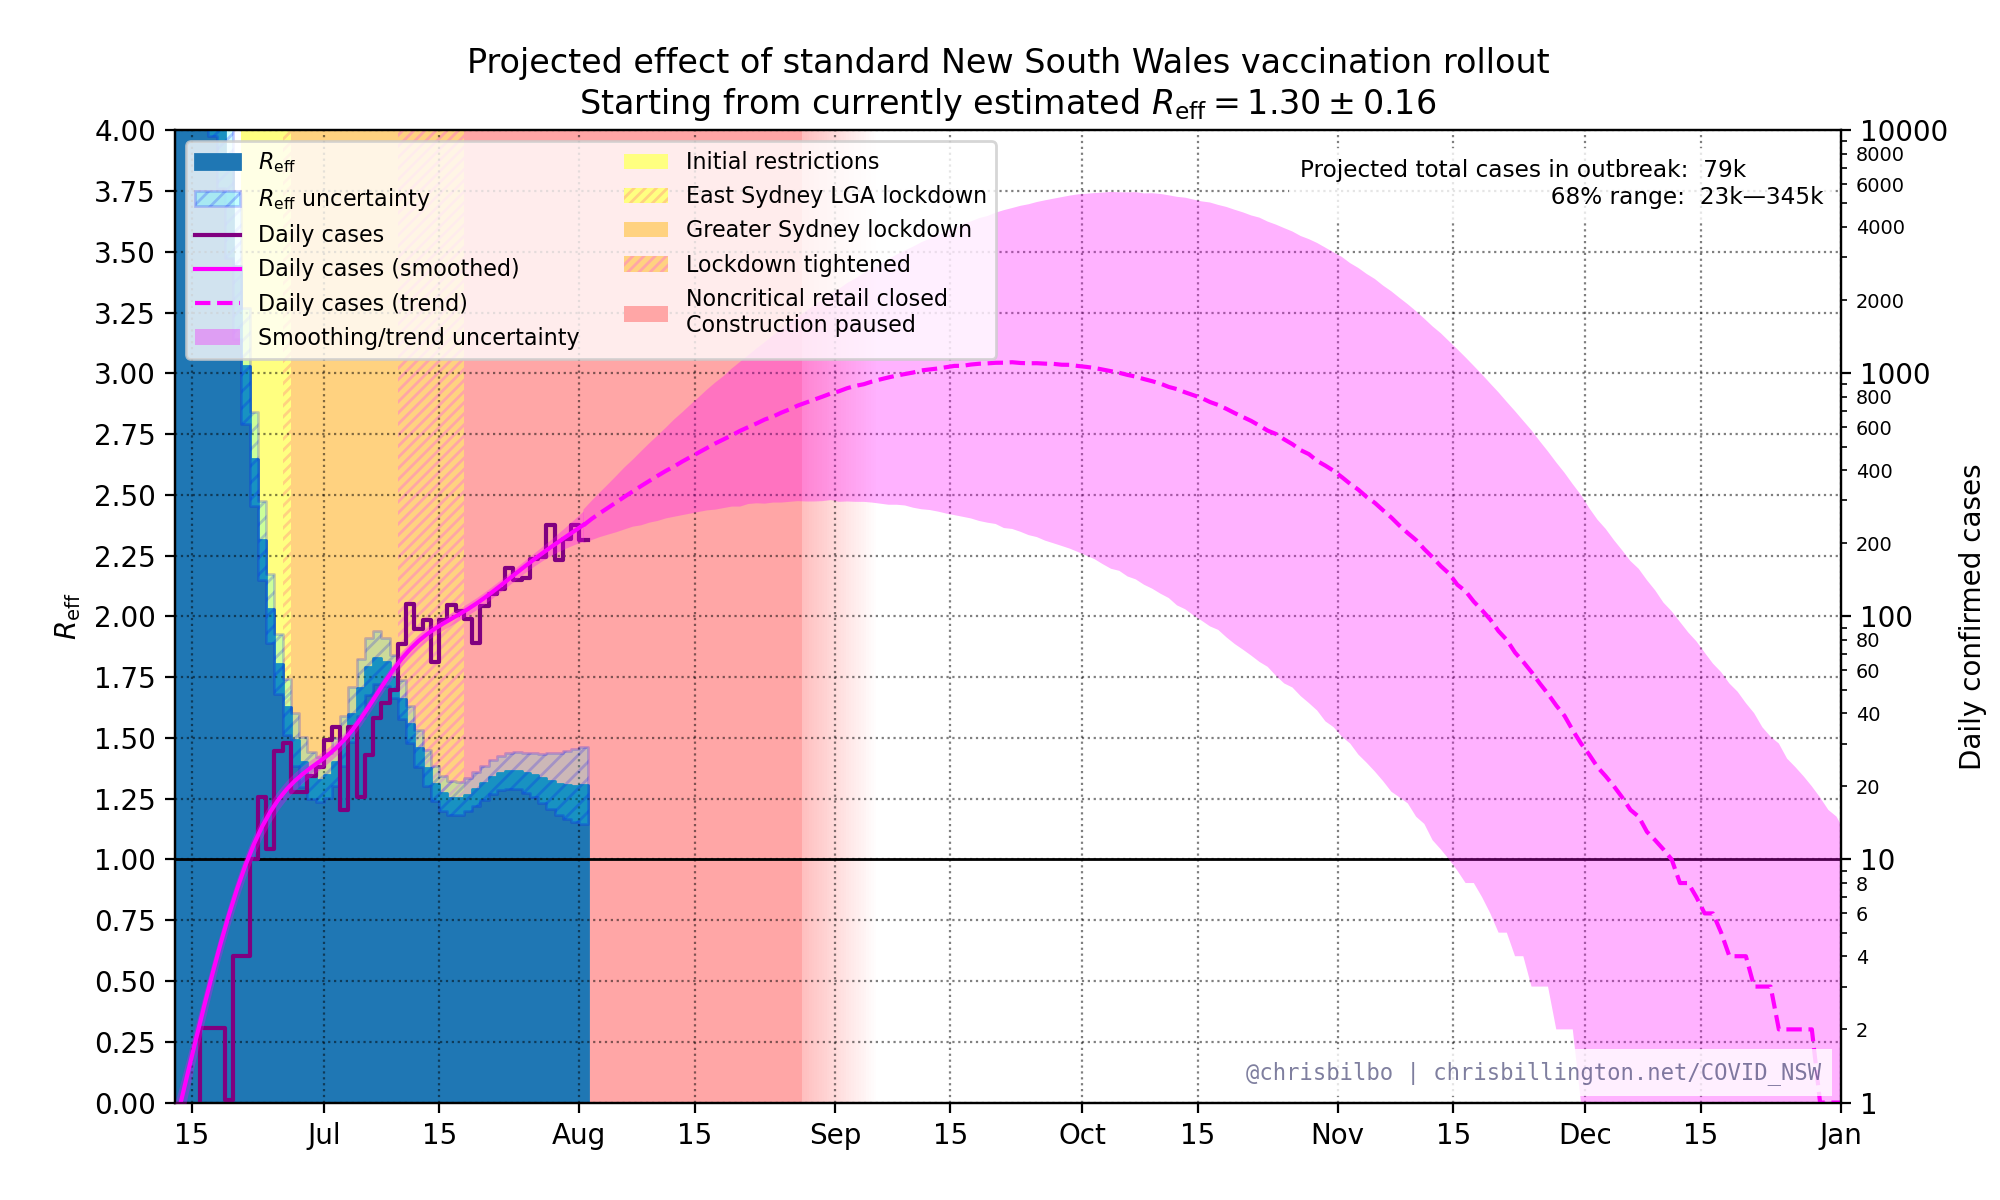 Projected effect of standard New South Wales vaccination rollout
Starting from currently estimated Reff = 1.30 ± 0.16
Reff
Reff uncertainty
Daily cases
Daily cases (smoothed)
Daily cases (trend)
Smoothing/trend uncertainty
Initial restrictions
East Sydney LGA lockdown
Greater Sydney lockdown
Lockdown tightened
Noncritical retail closed
Construction paused
Projected total cases in outbreak: 79k
68% range: 23k—345k
4.00
3.75
3.50
3.25
3.00
2.75
2.50
2.25
2.00
1.75
1.50
1.25
1.00
0.75
0.50
0.25
0.00
Reff
10000
8000
6000
4000
2000
1000
800
600
400
200
100
80
60
40
20
10
8
6
4
2
1
Daily confirmed cases
@chrisbilbo | chrisbillington.net/COVID_NSW
15 Jul 15 Aug 15 Sep 15 Oct 15 Nov 15 Dec 15 Jan